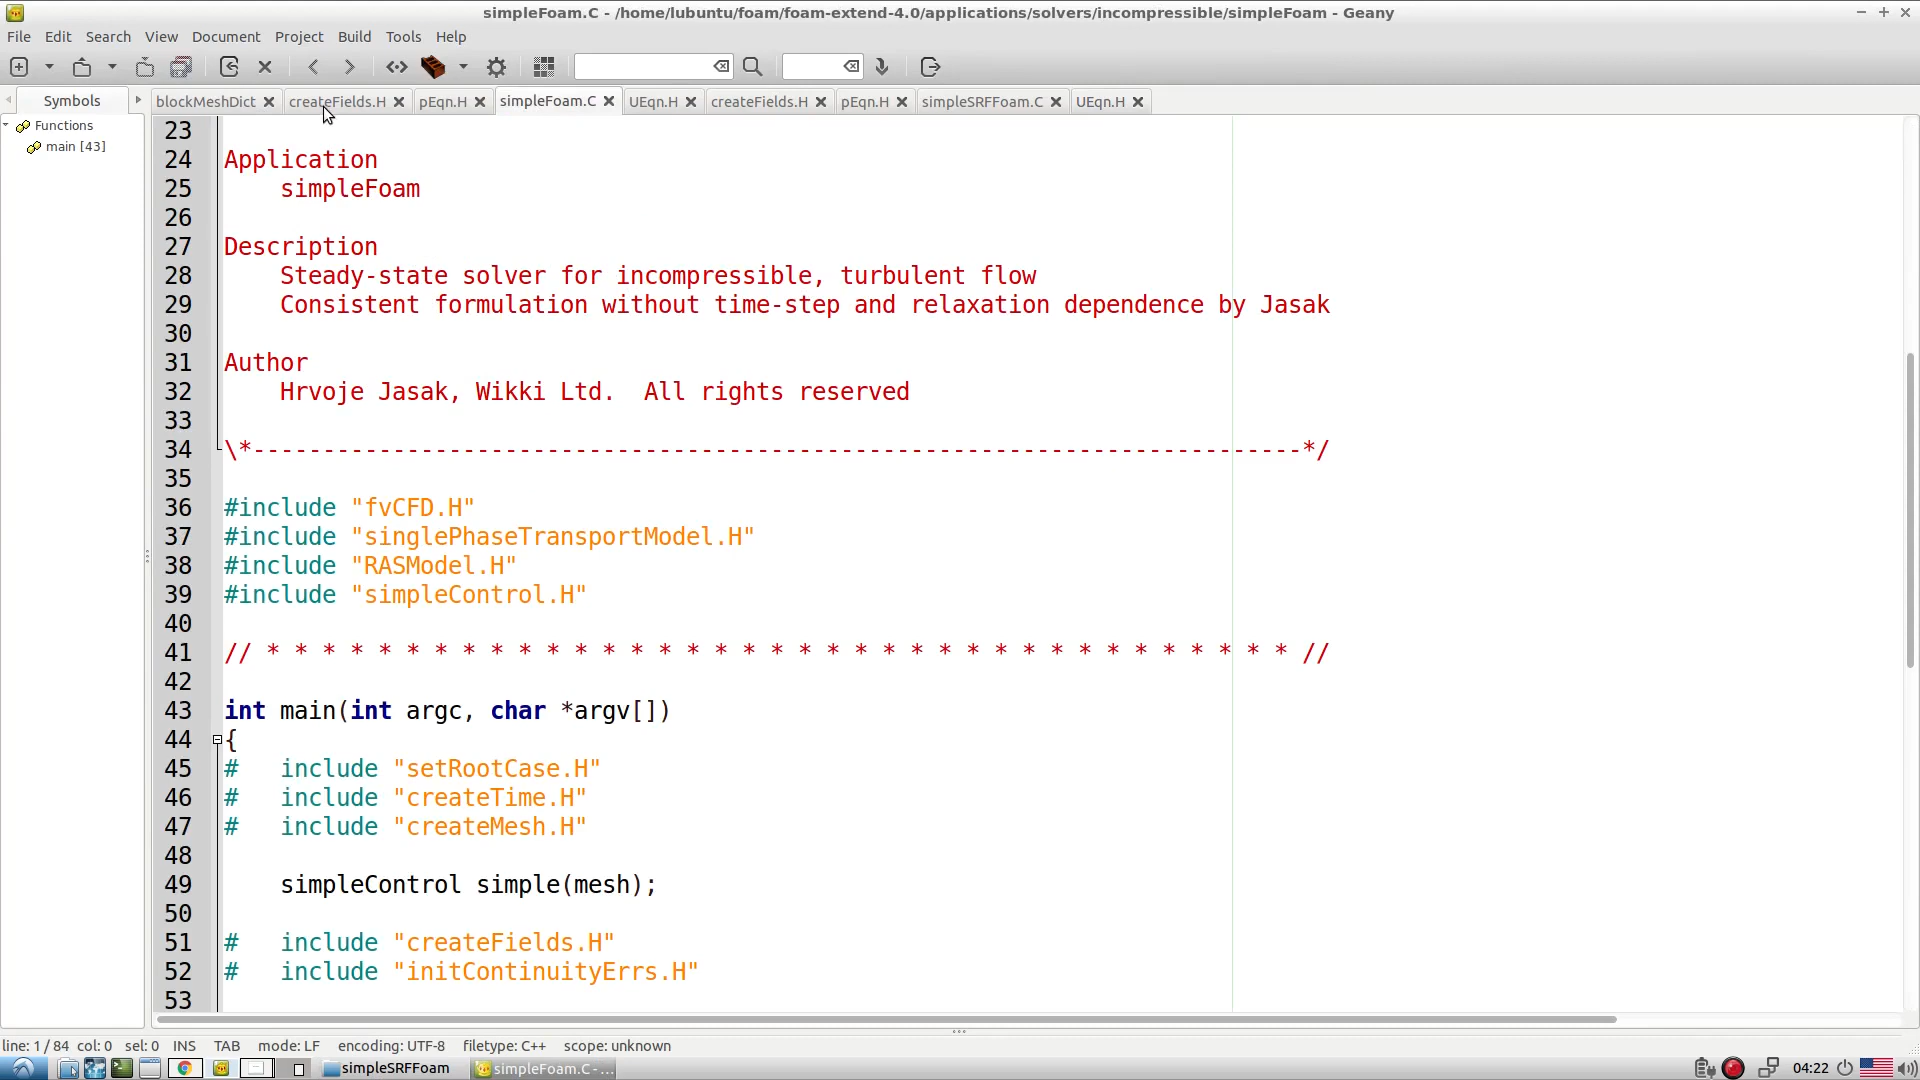 simpleFoam.C - /home/lubuntu/foam/foam-extend-4.0/applications/solvers/incompressible/simpleFoam - Geany
File Edit Search View Document Project Build Tools Help
Symbols
blockMeshDict createFields.H pEqn.H simpleFoam.C UEqn.H createFields.H pEqn.H simpleSRFFoam.C UEqn.H
Functions
main [43]
23
24 Application
25     simpleFoam
26
27 Description
28     Steady-state solver for incompressible, turbulent flow
29     Consistent formulation without time-step and relaxation dependence by Jasak
30
31 Author
32     Hrvoje Jasak, Wikki Ltd.  All rights reserved
33
34 \*---------------------------------------------------------------------------*/
35
36 #include "fvCFD.H"
37 #include "singlePhaseTransportModel.H"
38 #include "RASModel.H"
39 #include "simpleControl.H"
40
41 // * * * * * * * * * * * * * * * * * * * * * * * * * * * * * * * * * * * * * //
42
43 int main(int argc, char *argv[])
44 {
45 #   include "setRootCase.H"
46 #   include "createTime.H"
47 #   include "createMesh.H"
48
49     simpleControl simple(mesh);
50
51 #   include "createFields.H"
52 #   include "initContinuityErrs.H"
53
line: 1 / 84 col: 0 sel: 0 INS TAB mode: LF encoding: UTF-8 filetype: C++ scope: unknown
simpleSRFFoam simpleFoam.C - ... 04:22